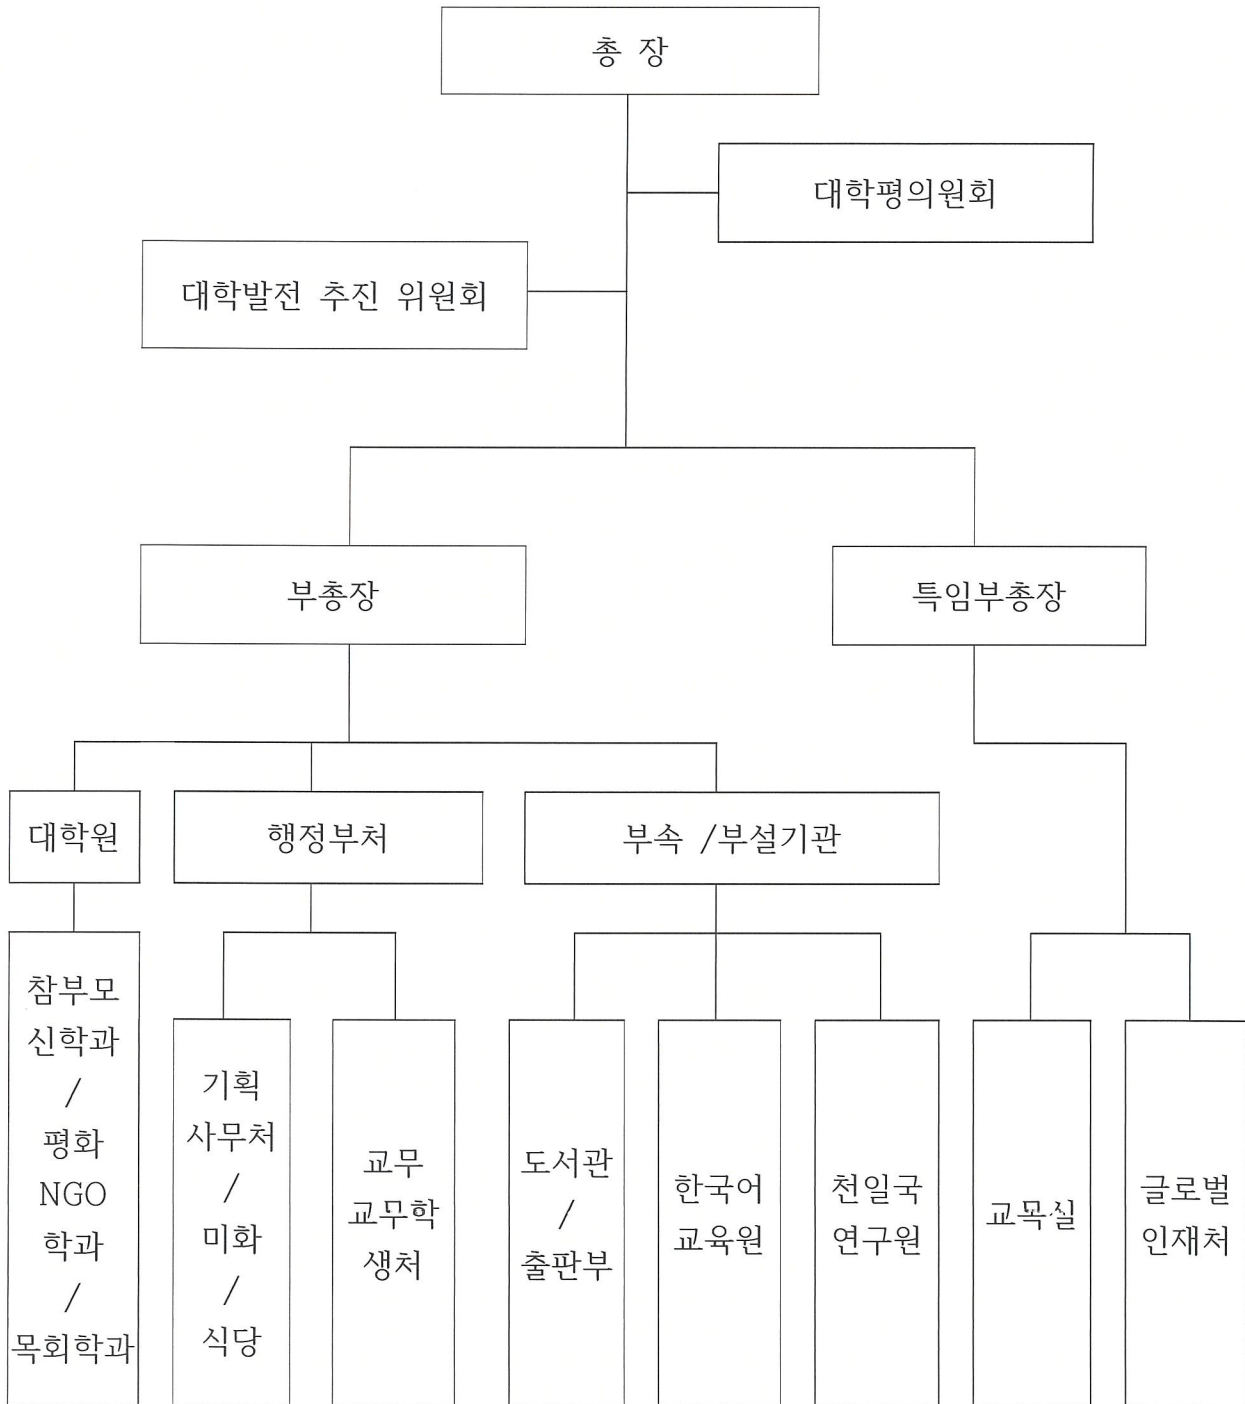 총 장
대학평의원회
대학발전 추진 위원회
부총장
특임부총장
대학원
행정부처
부속 /부설기관
참부모
신학과
/
평화
NGO
학과
/
목회학과
기획
사무처
/
미화
/
식당
교무
교무학
생처
도서관
/
출판부
한국어
교육원
천일국
연구원
교목실
글로벌
인재처